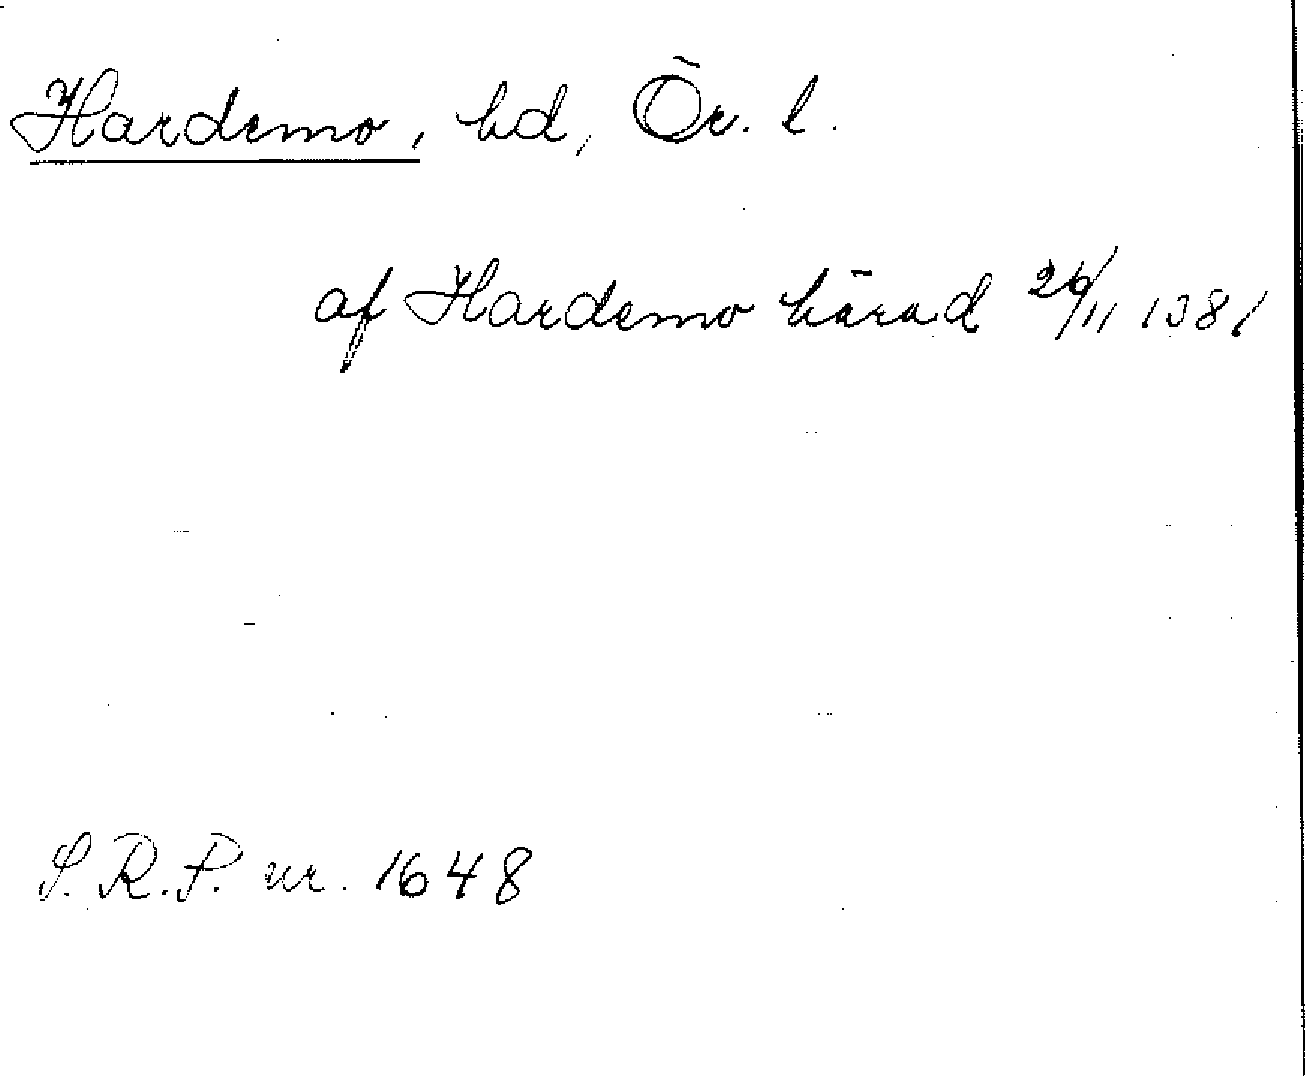 Hardemo, hd, Ör. l.
af Hardemo härad 26/11 1381
S.R.P. nr. 1648